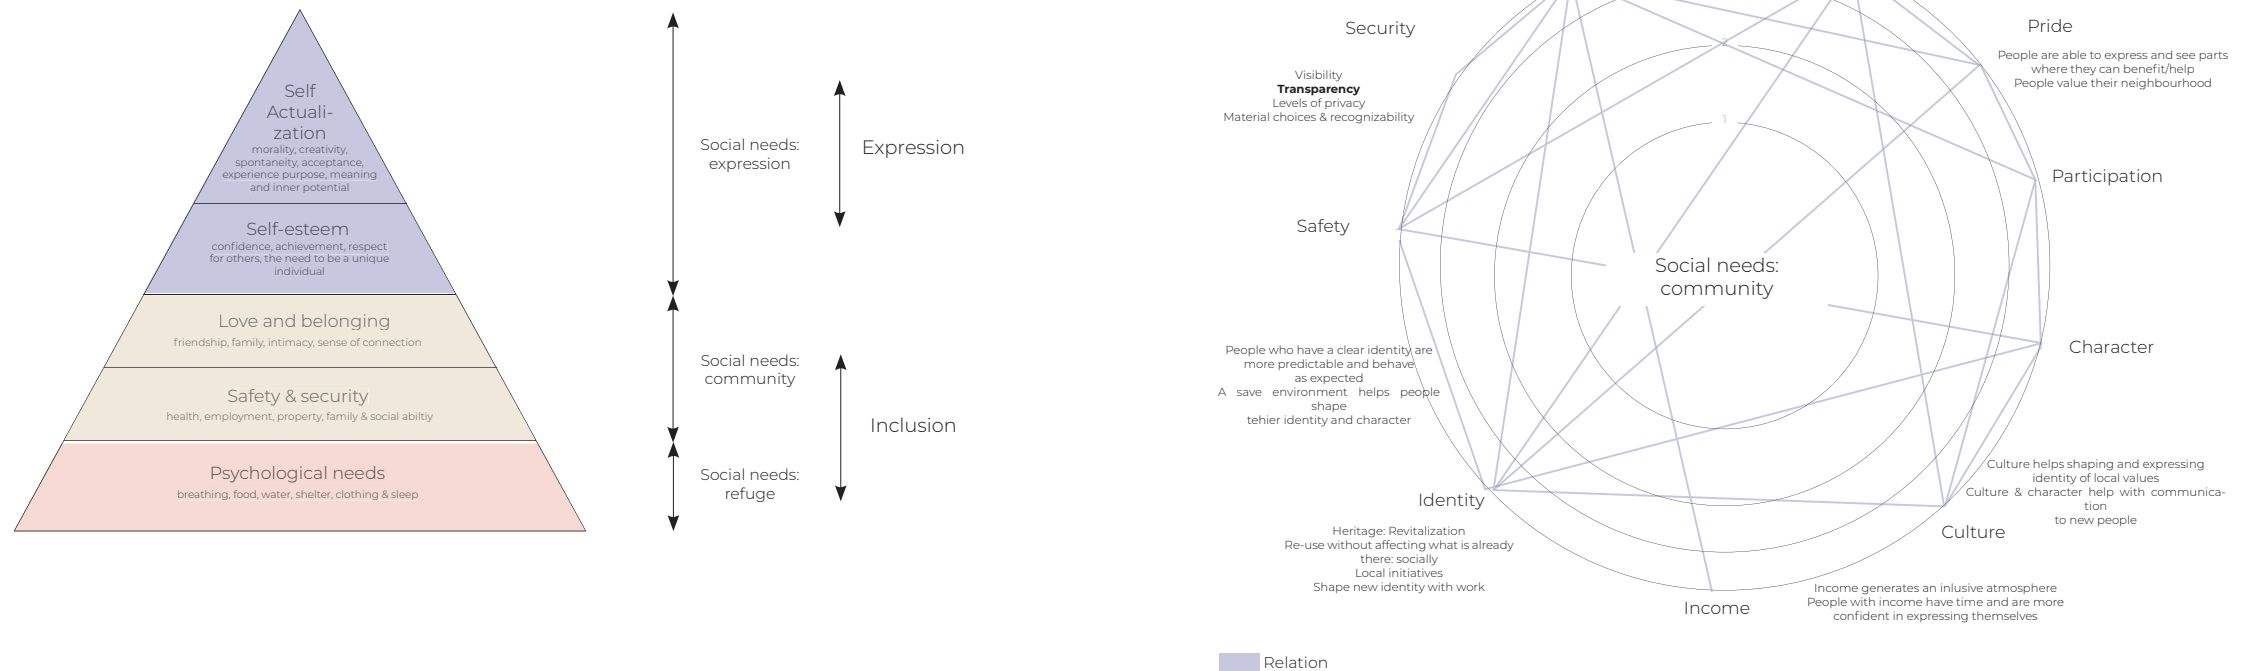 Self
Actuali-
zation
morality, creativity,
spontaneity, acceptance,
experience purpose, meaning
and inner potential
Self-esteem
confidence, achievement, respect
for others, the need to be a unique
individual
Love and belonging
friendship, family, intimacy, sense of connection
Safety & security
health, employment, property, family & social abiltiy
Psychological needs
breathing, food, water, shelter, clothing & sleep
Social needs:
expression
Social needs:
community
Social needs:
refuge
Expression
Inclusion
Security
Visibility
Transparency
Levels of privacy
Material choices & recognizability
Safety
People who have a clear identity are
more predictable and behave
as expected
A save environment helps people
shape
tehier identity and character
Identity
Heritage: Revitalization
Re-use without affecting what is already
there: socially
Local initiatives
Shape new identity with work
2
1
Social needs:
community
Pride
People are able to express and see parts
where they can benefit/help
People value their neighbourhood
Participation
Character
Culture helps shaping and expressing
identity of local values
Culture & character help with communica-
tion
to new people
Culture
Income
Income generates an inlusive atmosphere
People with income have time and are more
confident in expressing themselves
Relation